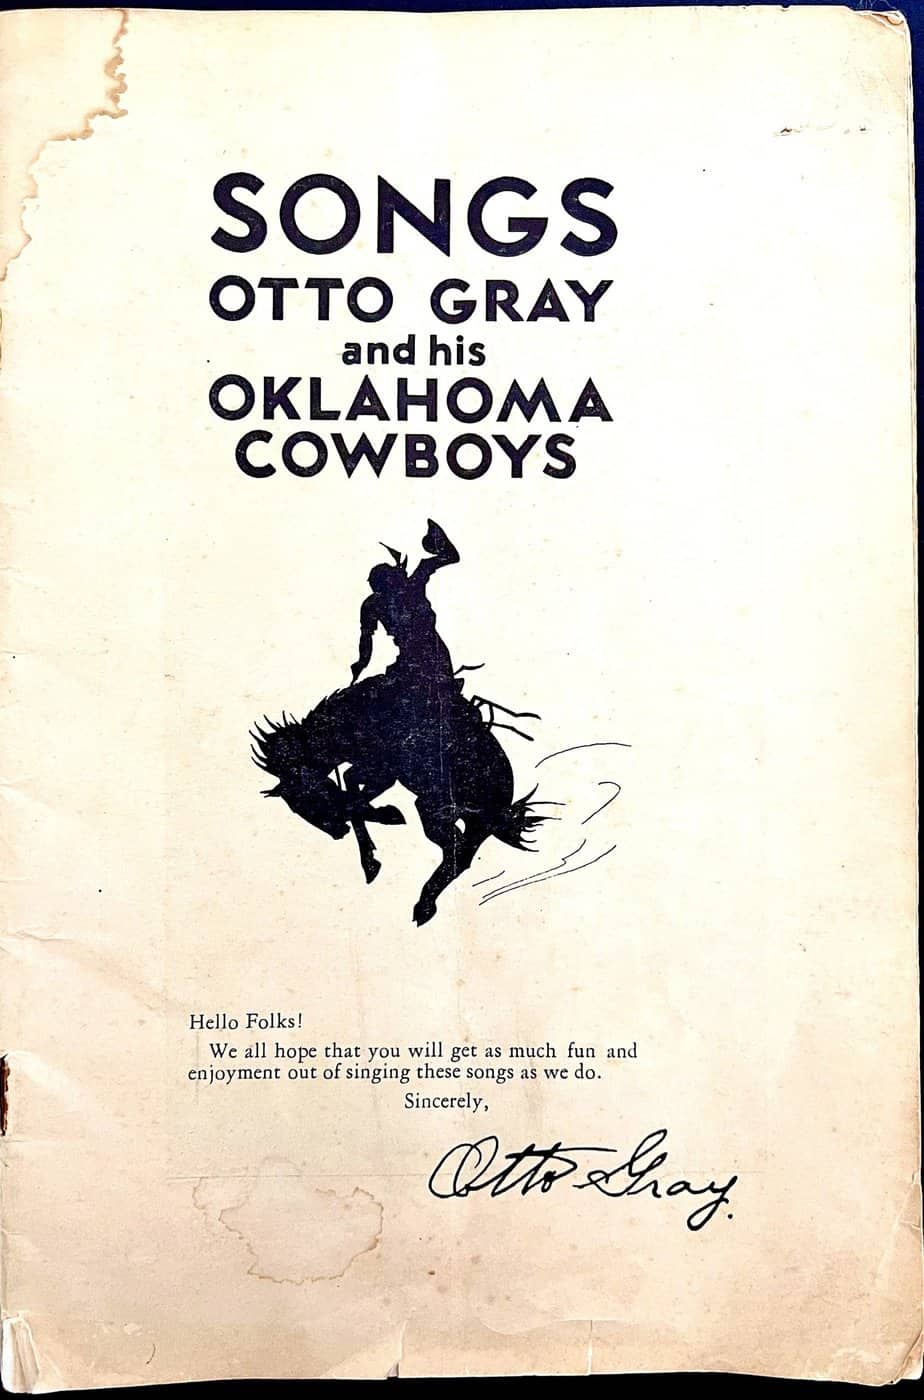 SONGS
OTTO GRAY
and his
OKLAHOMA
COWBOYS
Hello Folks!
We all hope that you will get as much fun and
enjoyment out of singing these songs as we do.
Sincerely,
Otto Gray.